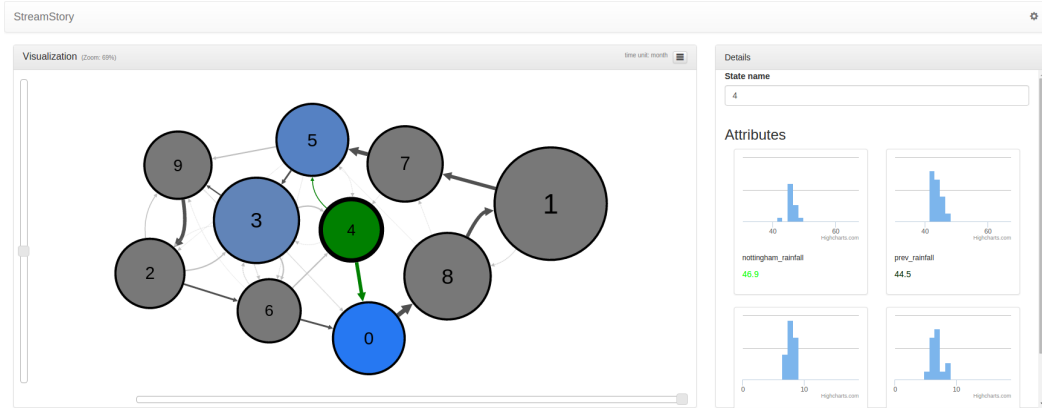 StreamStory
Visualization (Zoom: 69%)
time unit: month
5
9
7
1
3
4
2
8
6
0
Details
State name
4
Attributes
40 60
Highcharts.com
nottingham_rainfall
46.9
40 60
Highcharts.com
prev_rainfall
44.5
0 10
Highcharts.com
0 10
Highcharts.com